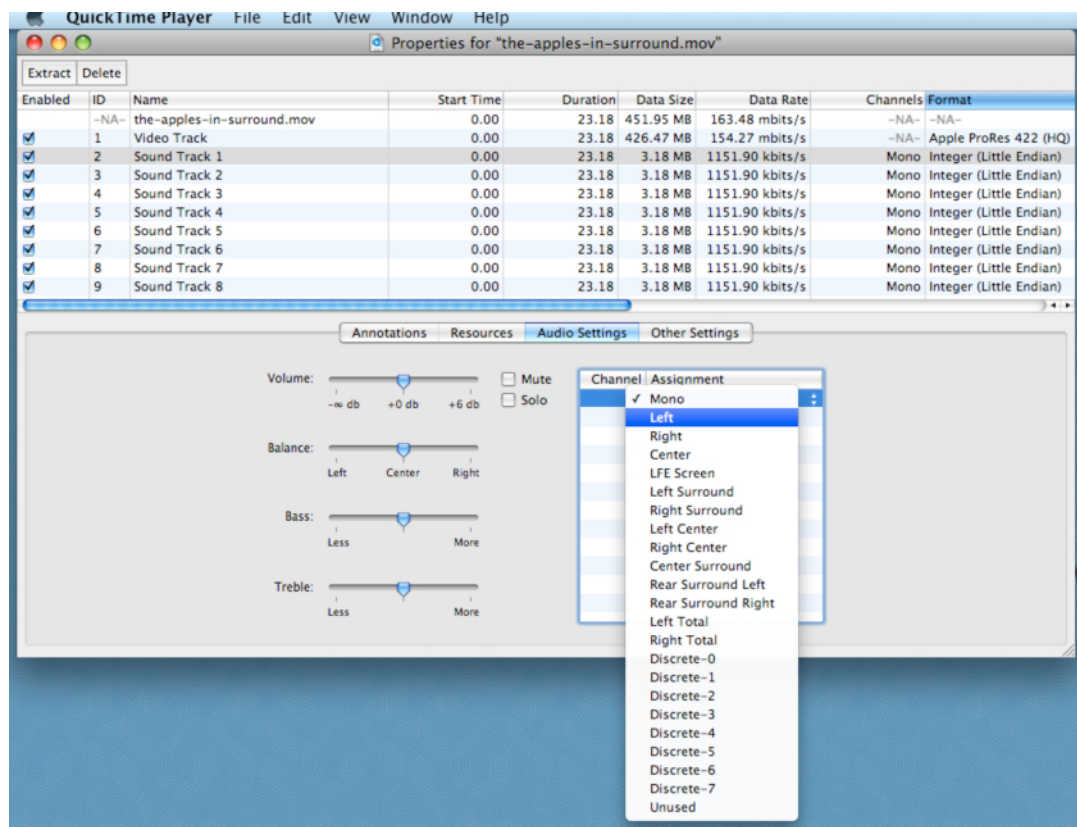 QuickTime Player File Edit View Window Help
Properties for "the-apples-in-surround.mov"
Extract Delete
Enabled ID Name Start Time Duration Data Size Data Rate Channels Format
-NA- the-apples-in-surround.mov 0.00 23.18 451.95 MB 163.48 mbits/s -NA- -NA-
1 Video Track 0.00 23.18 426.47 MB 154.27 mbits/s -NA- Apple ProRes 422 (HQ)
2 Sound Track 1 0.00 23.18 3.18 MB 1151.90 kbits/s Mono Integer (Little Endian)
3 Sound Track 2 0.00 23.18 3.18 MB 1151.90 kbits/s Mono Integer (Little Endian)
4 Sound Track 3 0.00 23.18 3.18 MB 1151.90 kbits/s Mono Integer (Little Endian)
5 Sound Track 4 0.00 23.18 3.18 MB 1151.90 kbits/s Mono Integer (Little Endian)
6 Sound Track 5 0.00 23.18 3.18 MB 1151.90 kbits/s Mono Integer (Little Endian)
7 Sound Track 6 0.00 23.18 3.18 MB 1151.90 kbits/s Mono Integer (Little Endian)
8 Sound Track 7 0.00 23.18 3.18 MB 1151.90 kbits/s Mono Integer (Little Endian)
9 Sound Track 8 0.00 23.18 3.18 MB 1151.90 kbits/s Mono Integer (Little Endian)
Annotations Resources Audio Settings Other Settings
Volume:
-∞ db +0 db +6 db
Mute
Solo
Balance:
Left Center Right
Bass:
Less More
Treble:
Less More
Channel Assignment
✓ Mono
Left
Right
Center
LFE Screen
Left Surround
Right Surround
Left Center
Right Center
Center Surround
Rear Surround Left
Rear Surround Right
Left Total
Right Total
Discrete-0
Discrete-1
Discrete-2
Discrete-3
Discrete-4
Discrete-5
Discrete-6
Discrete-7
Unused